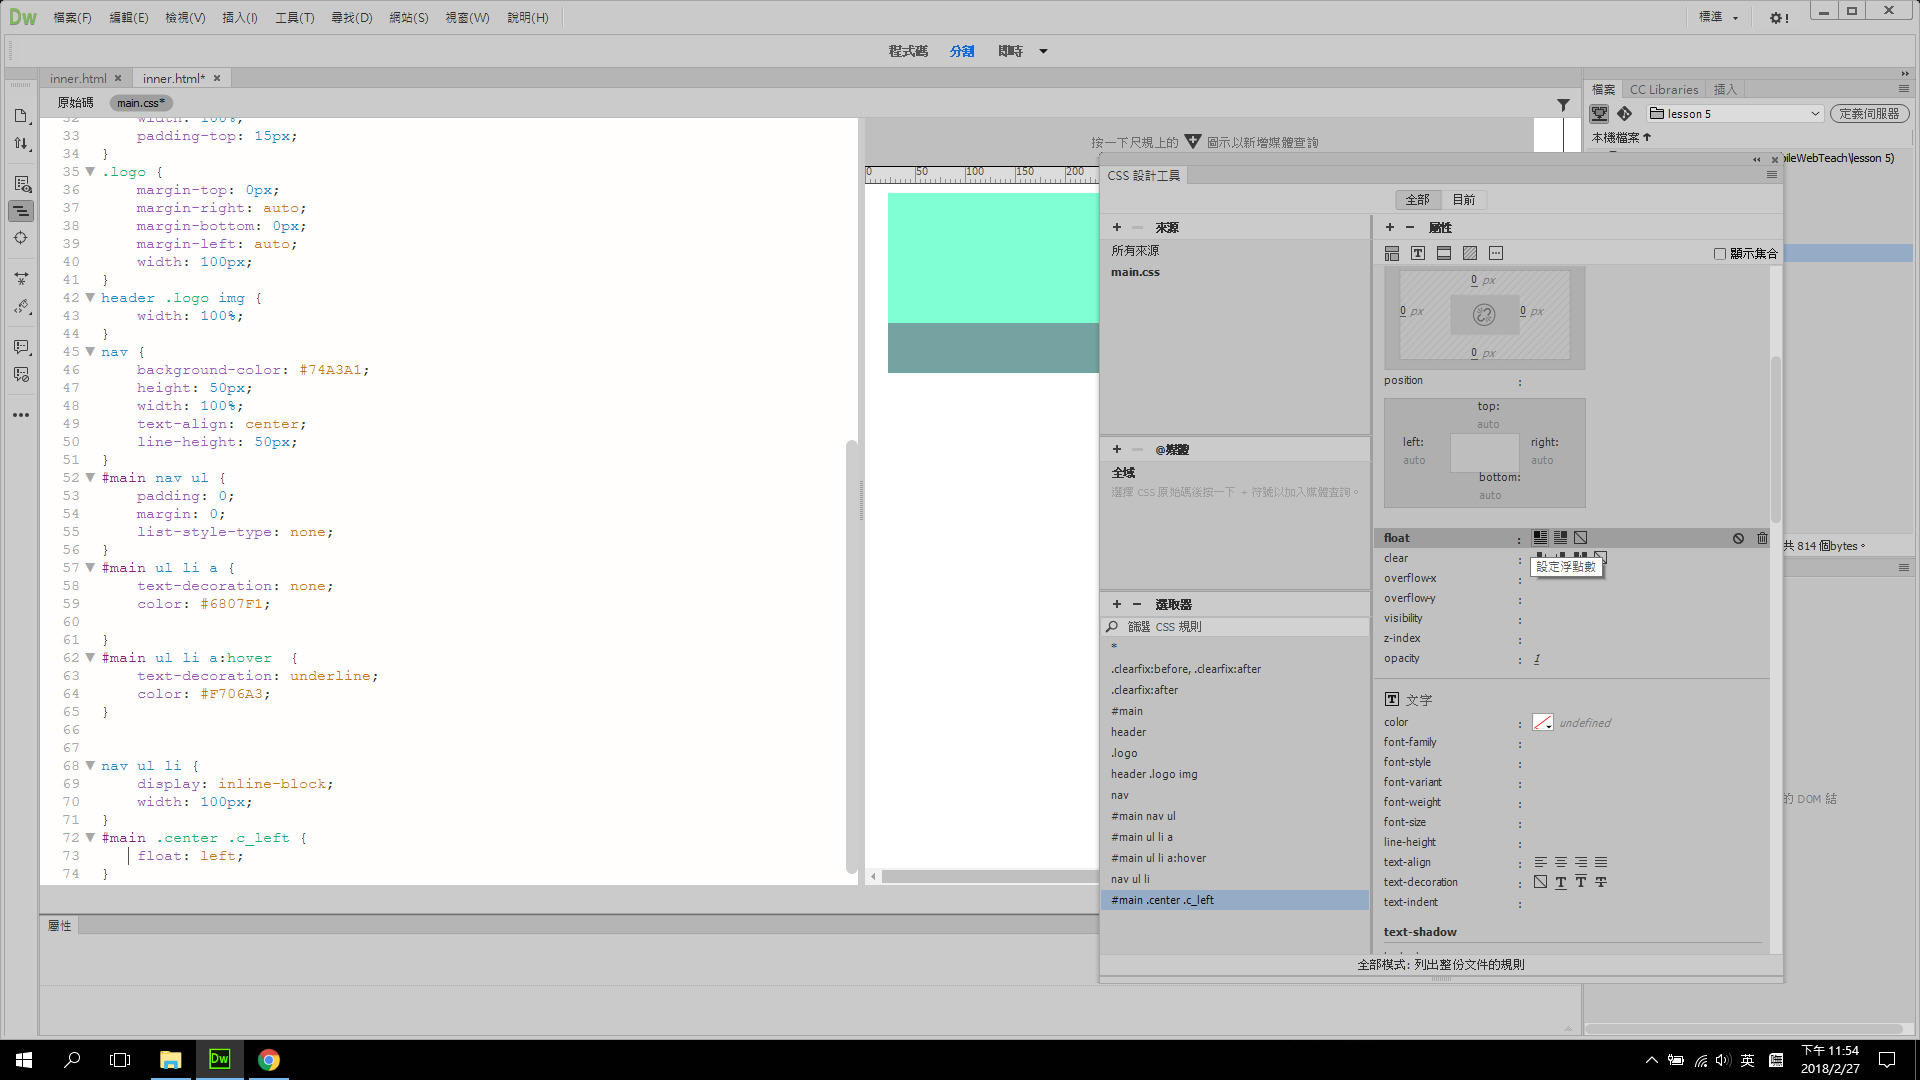 Dw 檔案(F) 編輯(E) 檢視(V) 插入(I) 工具(T) 尋找(D) 網站(S) 視窗(W) 說明(H) 標準
程式碼 分割 即時
inner.html × inner.html* ×
原始碼 main.css*
32 width: 100%;
33 padding-top: 15px;
34 }
35 .logo {
36 margin-top: 0px;
37 margin-right: auto;
38 margin-bottom: 0px;
39 margin-left: auto;
40 width: 100px;
41 }
42 header .logo img {
43 width: 100%;
44 }
45 nav {
46 background-color: #74A3A1;
47 height: 50px;
48 width: 100%;
49 text-align: center;
50 line-height: 50px;
51 }
52 #main nav ul {
53 padding: 0;
54 margin: 0;
55 list-style-type: none;
56 }
57 #main ul li a {
58 text-decoration: none;
59 color: #6807F1;
60
61 }
62 #main ul li a:hover {
63 text-decoration: underline;
64 color: #F706A3;
65 }
66
67
68 nav ul li {
69 display: inline-block;
70 width: 100px;
71 }
72 #main .center .c_left {
73 float: left;
74 }
屬性
按一下尺規上的 圖示以新增媒體查詢
0 50 100 150 200
CSS 設計工具
全部 目前
+ − 來源
所有來源
main.css
+ − @媒體
全域
選擇 CSS 原始碼後按一下 + 符號以加入媒體查詢。
+ − 選取器
篩選 CSS 規則
*
.clearfix:before, .clearfix:after
.clearfix:after
#main
header
.logo
header .logo img
nav
#main nav ul
#main ul li a
#main ul li a:hover
nav ul li
#main .center .c_left
+ − 屬性
顯示集合
0 px
0 px 0 px
0 px
position :
top:
auto
left: right:
auto auto
bottom:
auto
float :
clear :
設定浮點數
overflow-x :
overflow-y :
visibility :
z-index :
opacity : 1
T 文字
color : undefined
font-family :
font-style :
font-variant :
font-weight :
font-size :
line-height :
text-align :
text-decoration :
text-indent :
text-shadow
全部模式: 列出整份文件的規則
檔案 CC Libraries 插入
lesson 5 定義伺服器
本機檔案
ileWebTeach\lesson 5)
共 814 個bytes。
的 DOM 結
英
下午 11:54
2018/2/27